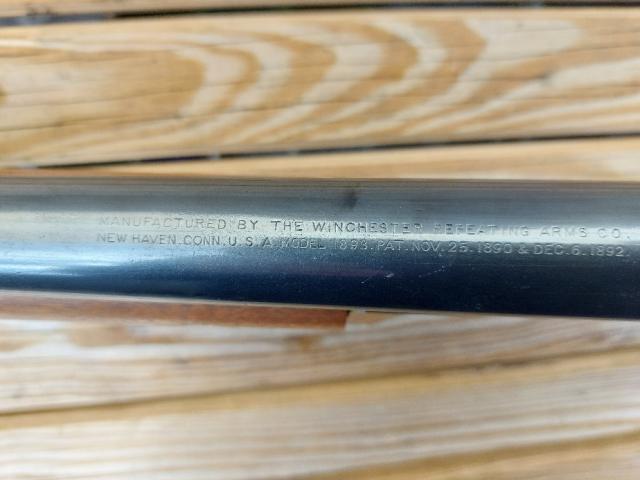 MANUFACTURED BY THE WINCHESTER REPEATING ARMS CO.
NEW HAVEN. CONN. U.S.A. MODEL 1893. PAT. NOV. 25. 1890 & DEC. 6. 1892.